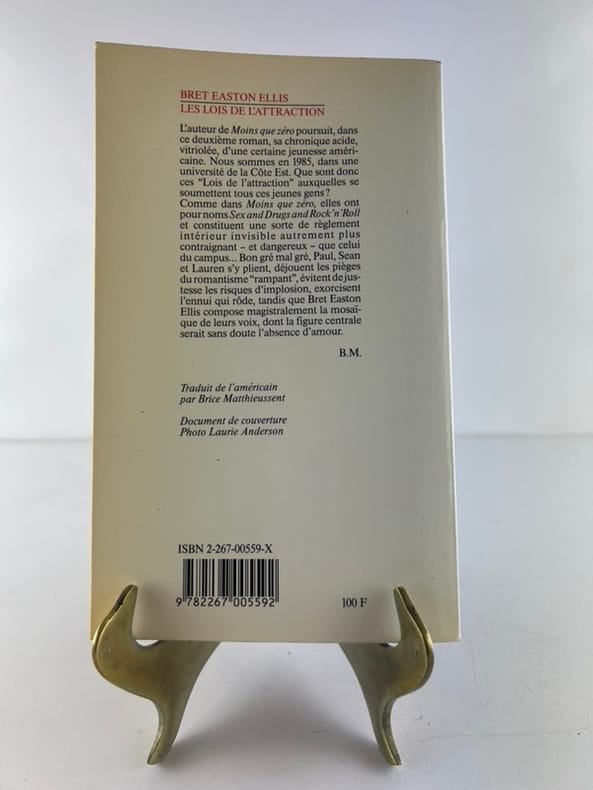 BRET EASTON ELLIS
LES LOIS DE L'ATTRACTION
L'auteur de Moins que zéro poursuit, dans
ce deuxième roman, sa chronique acide,
vitriolée, d'une certaine jeunesse améri-
caine. Nous sommes en 1985, dans une
université de la Côte Est. Que sont donc
ces "Lois de l'attraction" auxquelles se
soumettent tous ces jeunes gens ?
Comme dans Moins que zéro, elles ont
pour noms Sex and Drugs and Rock'n'Roll
et constituent une sorte de règlement
intérieur invisible autrement plus
contraignant – et dangereux – que celui
du campus... Bon gré mal gré, Paul, Sean
et Lauren s'y plient, déjouent les pièges
du romantisme "rampant", évitent de jus-
tesse les risques d'implosion, exorcisent
l'ennui qui rôde, tandis que Bret Easton
Ellis compose magistralement la mosaï-
que de leurs voix, dont la figure centrale
serait sans doute l'absence d'amour.
B.M.
Traduit de l'américain
par Brice Matthieussent
Document de couverture
Photo Laurie Anderson
ISBN 2-267-00559-X
9 782267 005592
100 F